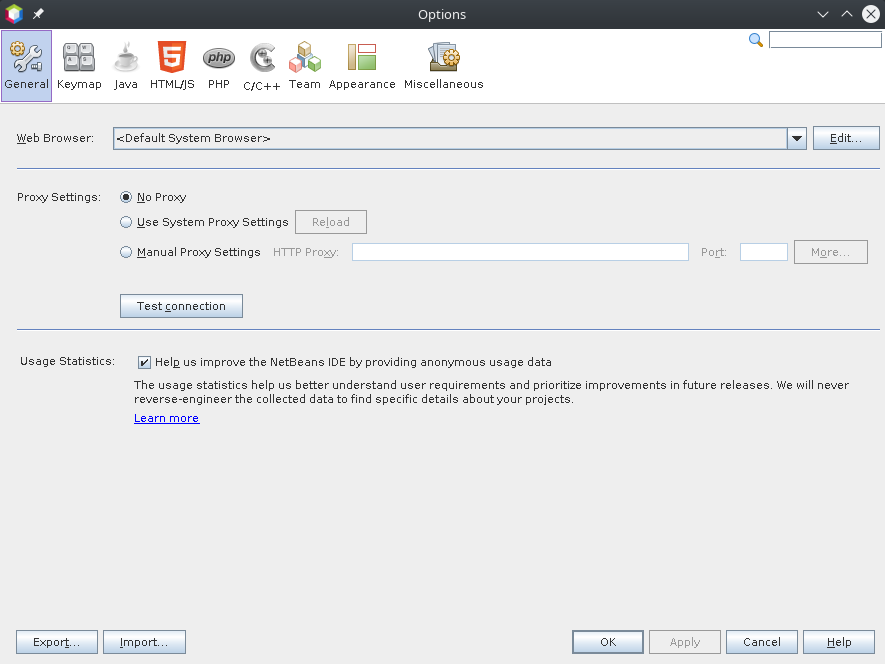 Options
General Keymap Java HTML/JS PHP C/C++ Team Appearance Miscellaneous
Web Browser: <Default System Browser> Edit...
Proxy Settings: No Proxy
Use System Proxy Settings Reload
Manual Proxy Settings HTTP Proxy: Port: More...
Test connection
Usage Statistics: Help us improve the NetBeans IDE by providing anonymous usage data
The usage statistics help us better understand user requirements and prioritize improvements in future releases. We will never
reverse-engineer the collected data to find specific details about your projects.
Learn more
Export... Import... OK Apply Cancel Help